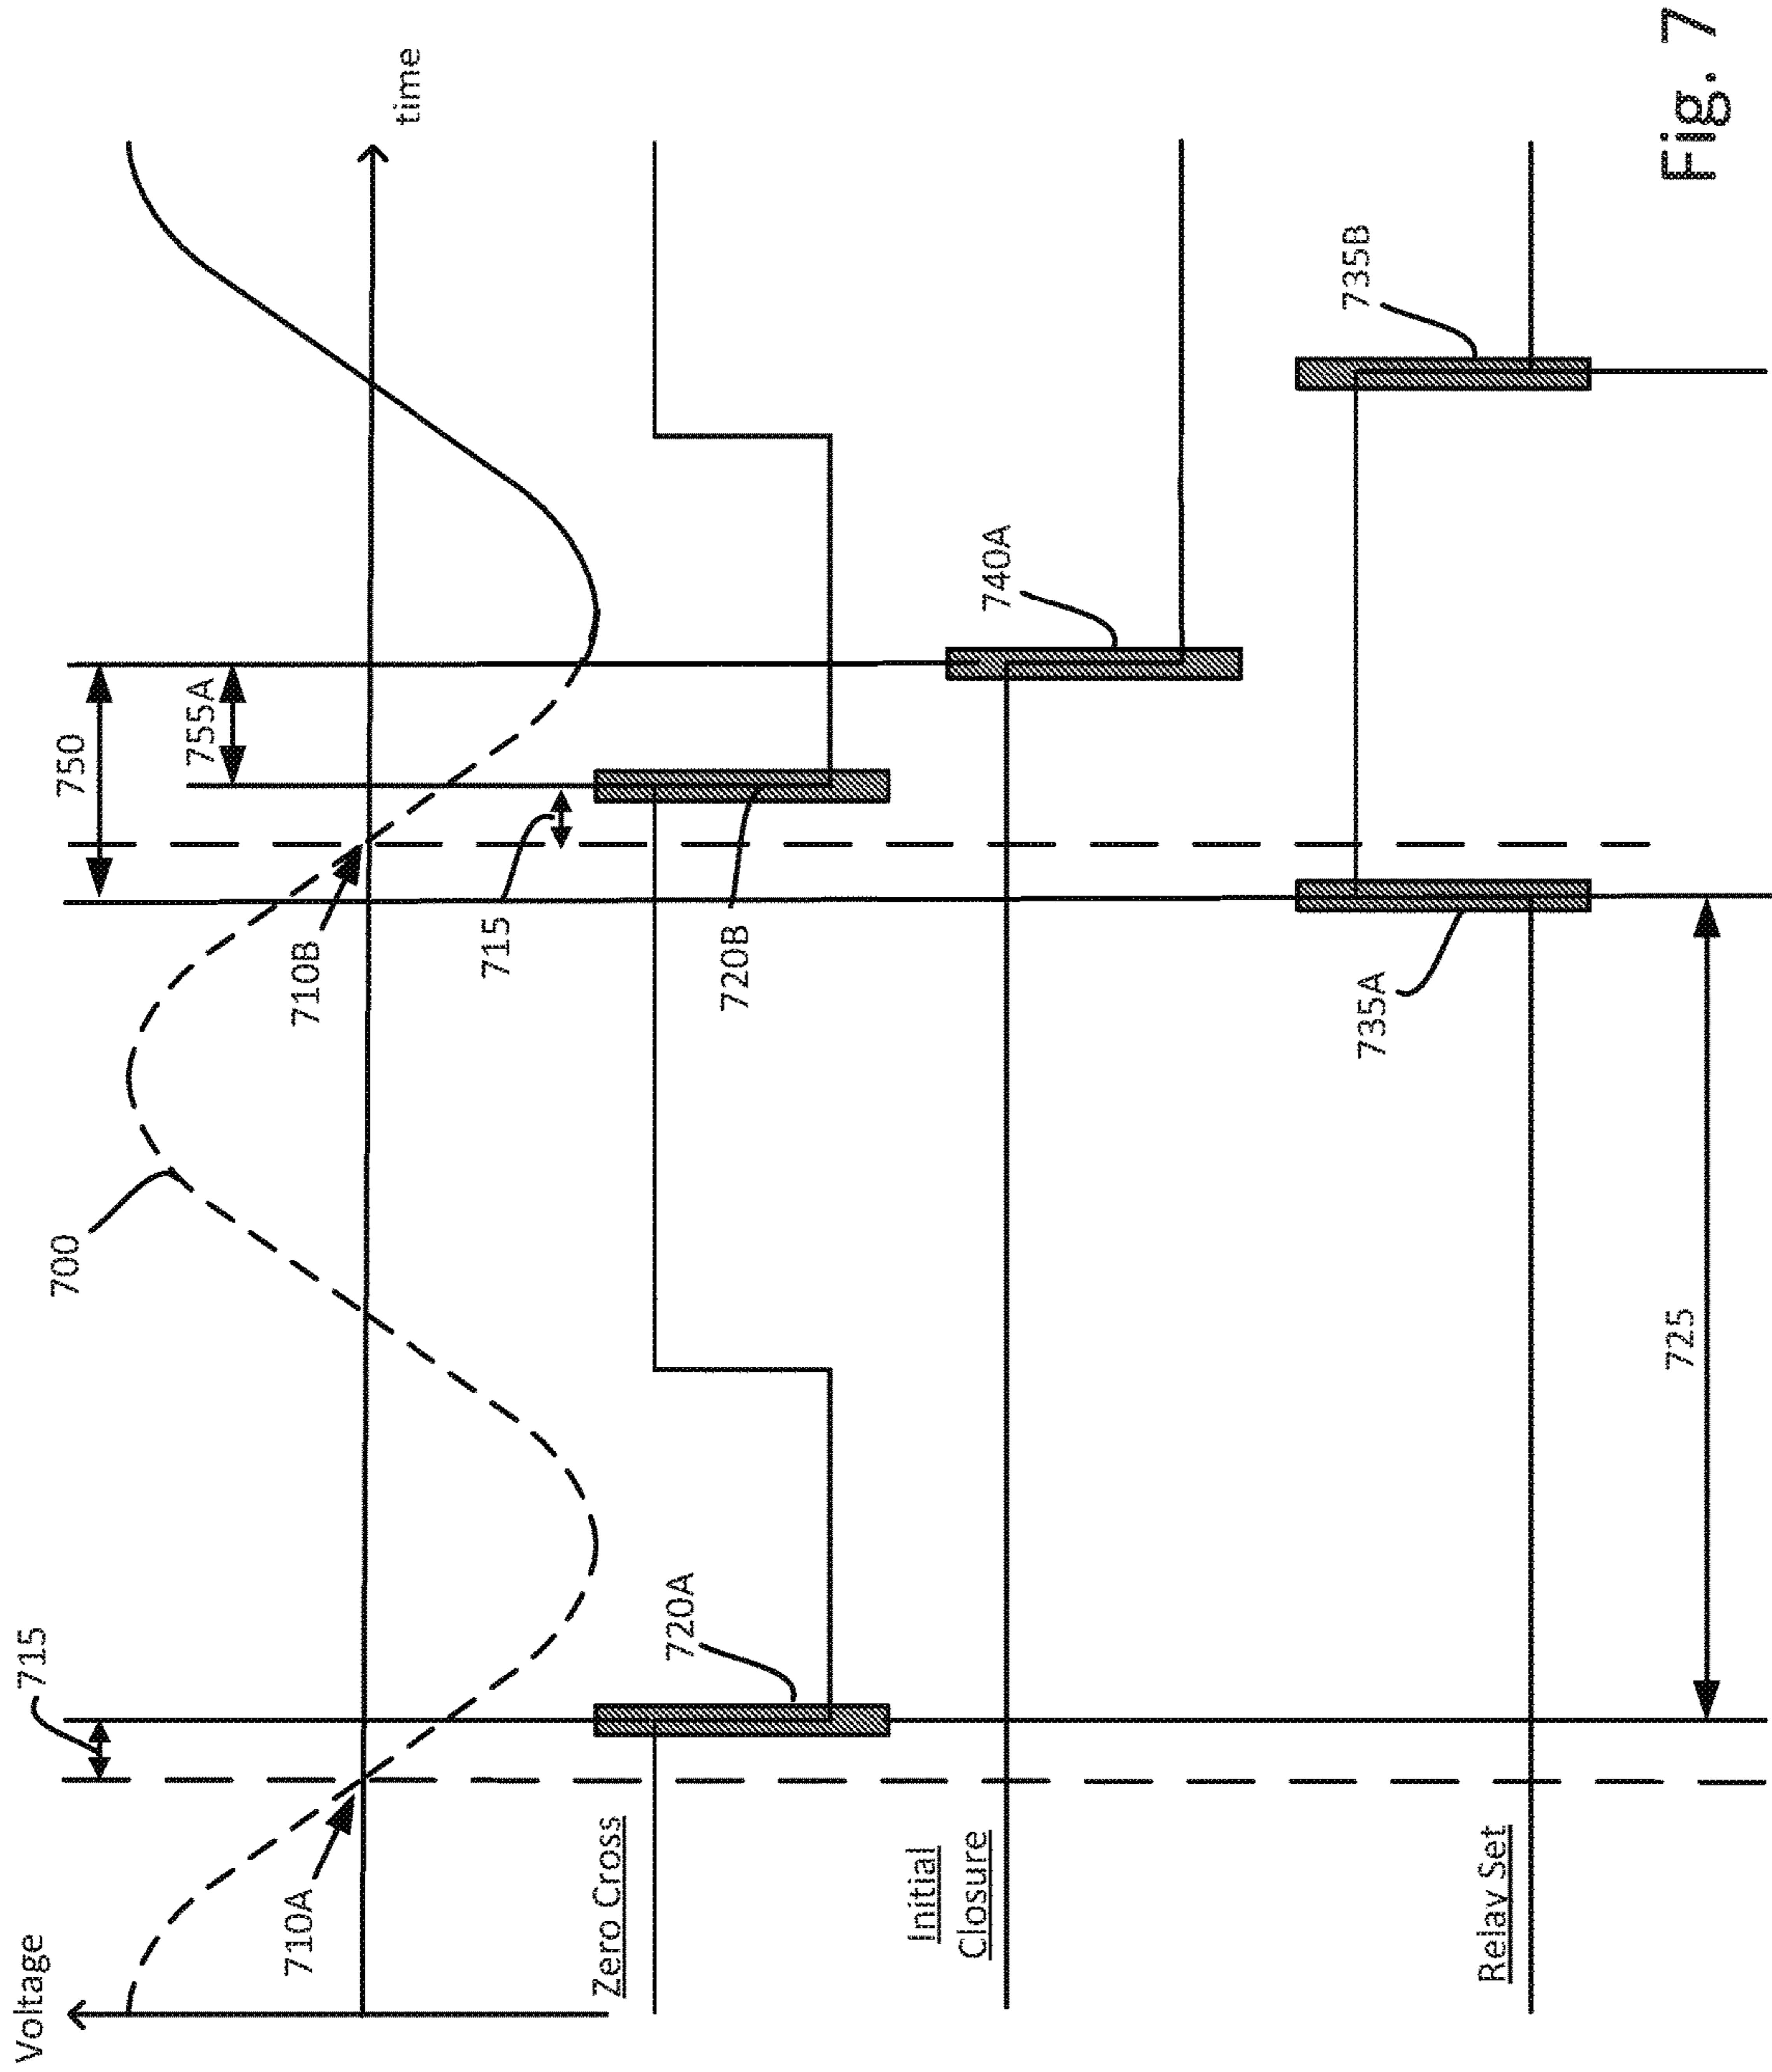 Voltage
715
750
755A
700
710A
710B
time
715
Zero Cross
720A
720B
Initial
Closure
740A
Relay Set
735A
735B
725
Fig. 7